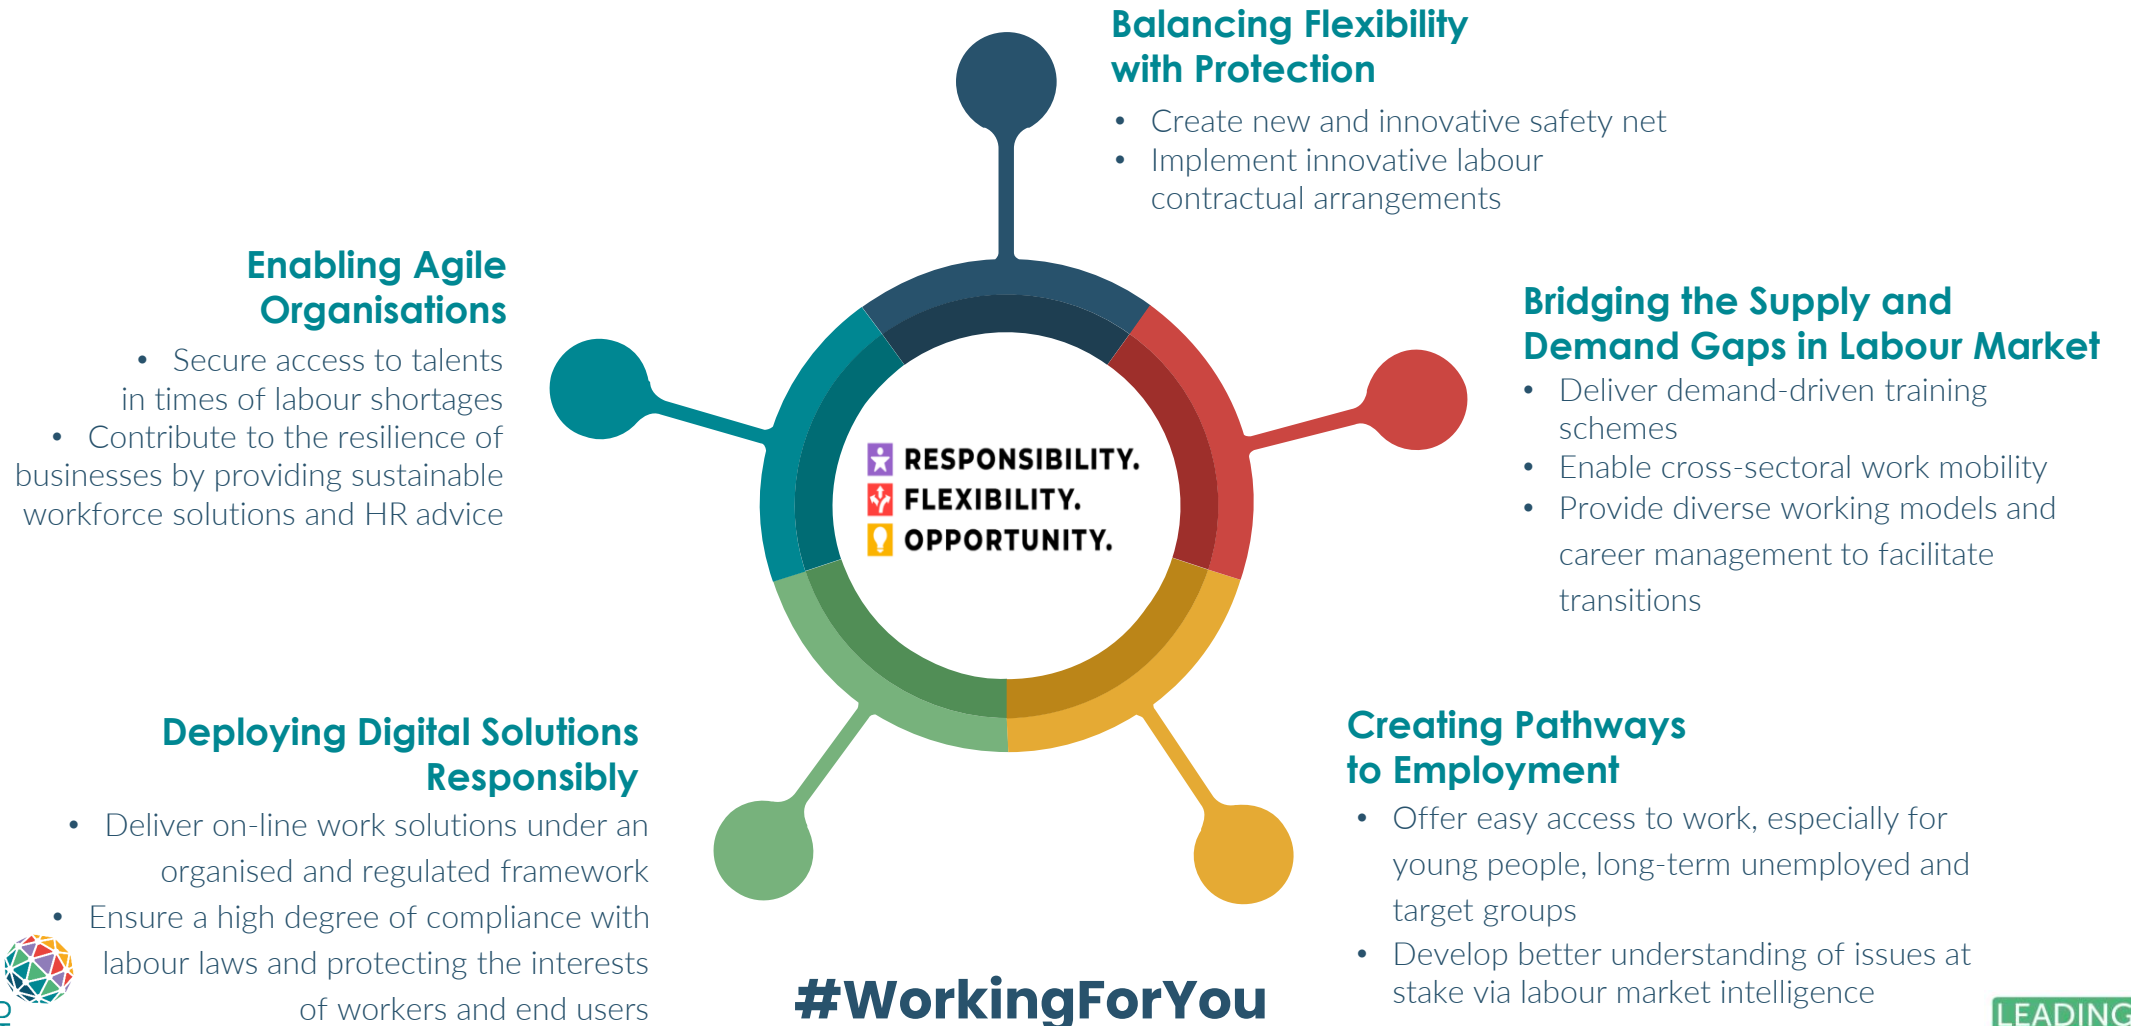 Balancing Flexibility
with Protection
• Create new and innovative safety net
• Implement innovative labour
contractual arrangements
Enabling Agile
Organisations
• Secure access to talents
in times of labour shortages
• Contribute to the resilience of
businesses by providing sustainable
workforce solutions and HR advice
Bridging the Supply and
Demand Gaps in Labour Market
• Deliver demand-driven training
schemes
• Enable cross-sectoral work mobility
• Provide diverse working models and
career management to facilitate
transitions
RESPONSIBILITY.
FLEXIBILITY.
OPPORTUNITY.
Deploying Digital Solutions
Responsibly
• Deliver on-line work solutions under an
organised and regulated framework
• Ensure a high degree of compliance with
labour laws and protecting the interests
of workers and end users
Creating Pathways
to Employment
• Offer easy access to work, especially for
young people, long-term unemployed and
target groups
• Develop better understanding of issues at
stake via labour market intelligence
#WorkingForYou
LEADING